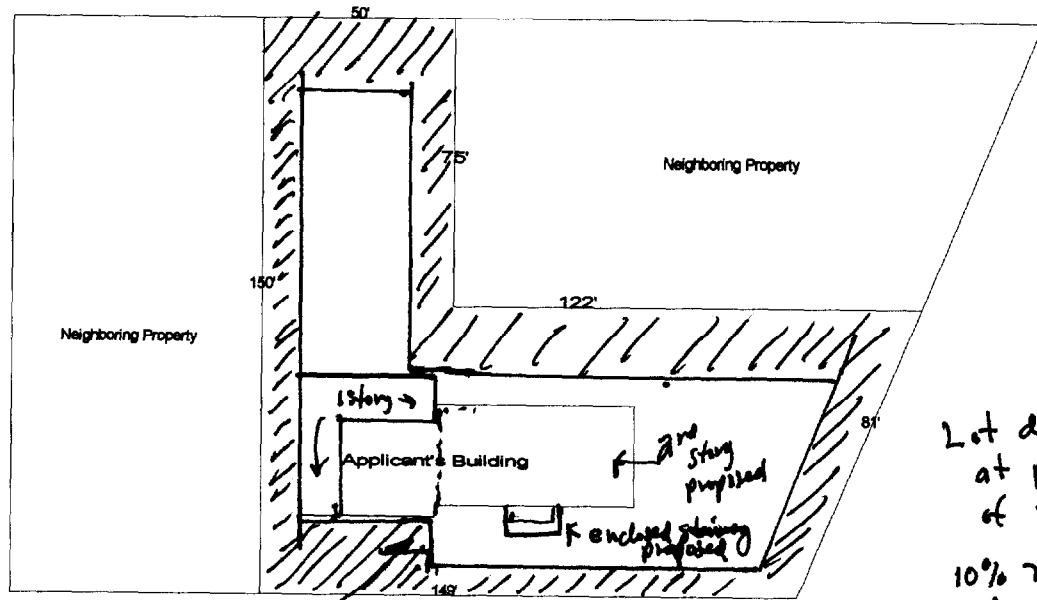 50'
75'
Neighboring Property
150'
122'
Neighboring Property
1 story →
81'
Applicant's Building
2nd
story
proposed
enclosed stairway
proposed
149'
Lot
at
of
10%